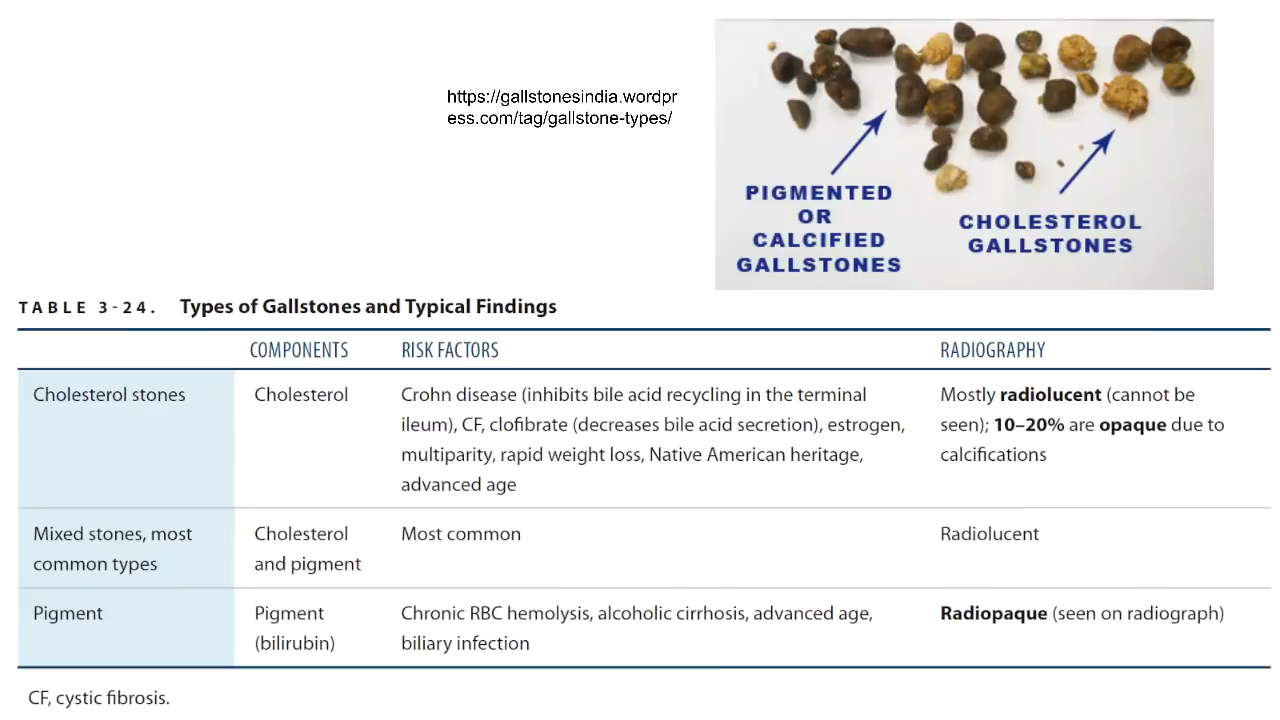 https://gallstonesindia.wordpr
ess.com/tag/gallstone-types/
PIGMENTED
OR
CALCIFIED
GALLSTONES
CHOLESTEROL
GALLSTONES
TABLE 3-24. Types of Gallstones and Typical Findings
COMPONENTS RISK FACTORS RADIOGRAPHY
Cholesterol stones Cholesterol Crohn disease (inhibits bile acid recycling in the terminal Mostly radiolucent (cannot be
ileum), CF, clofibrate (decreases bile acid secretion), estrogen, seen); 10–20% are opaque due to
multiparity, rapid weight loss, Native American heritage, calcifications
advanced age
Mixed stones, most Cholesterol Most common Radiolucent
common types and pigment
Pigment Pigment Chronic RBC hemolysis, alcoholic cirrhosis, advanced age, Radiopaque (seen on radiograph)
(bilirubin) biliary infection
CF, cystic fibrosis.